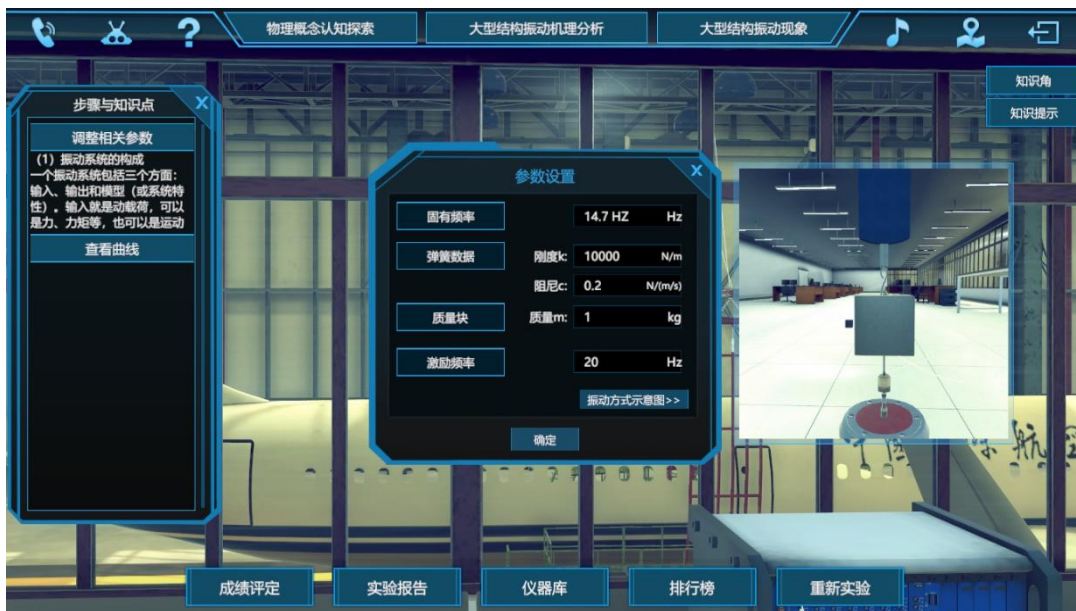 物理概念认知探索
大型结构振动机理分析
大型结构振动现象
知识角
知识提示
步骤与知识点
X
调整相关参数
(1) 振动系统的构成
一个振动系统包括三个方面：
输入、输出和模型（或系统特
性）。输入就是动载荷，可以
是力、力矩等，也可以是运动
查看曲线
参数设置
X
固有频率 14.7 HZ Hz
弹簧数据 刚度k: 10000 N/m
阻尼c: 0.2 N/(m/s)
质量块 质量m: 1 kg
激励频率 20 Hz
振动方式示意图>>
确定
成绩评定
实验报告
仪器库
排行榜
重新实验